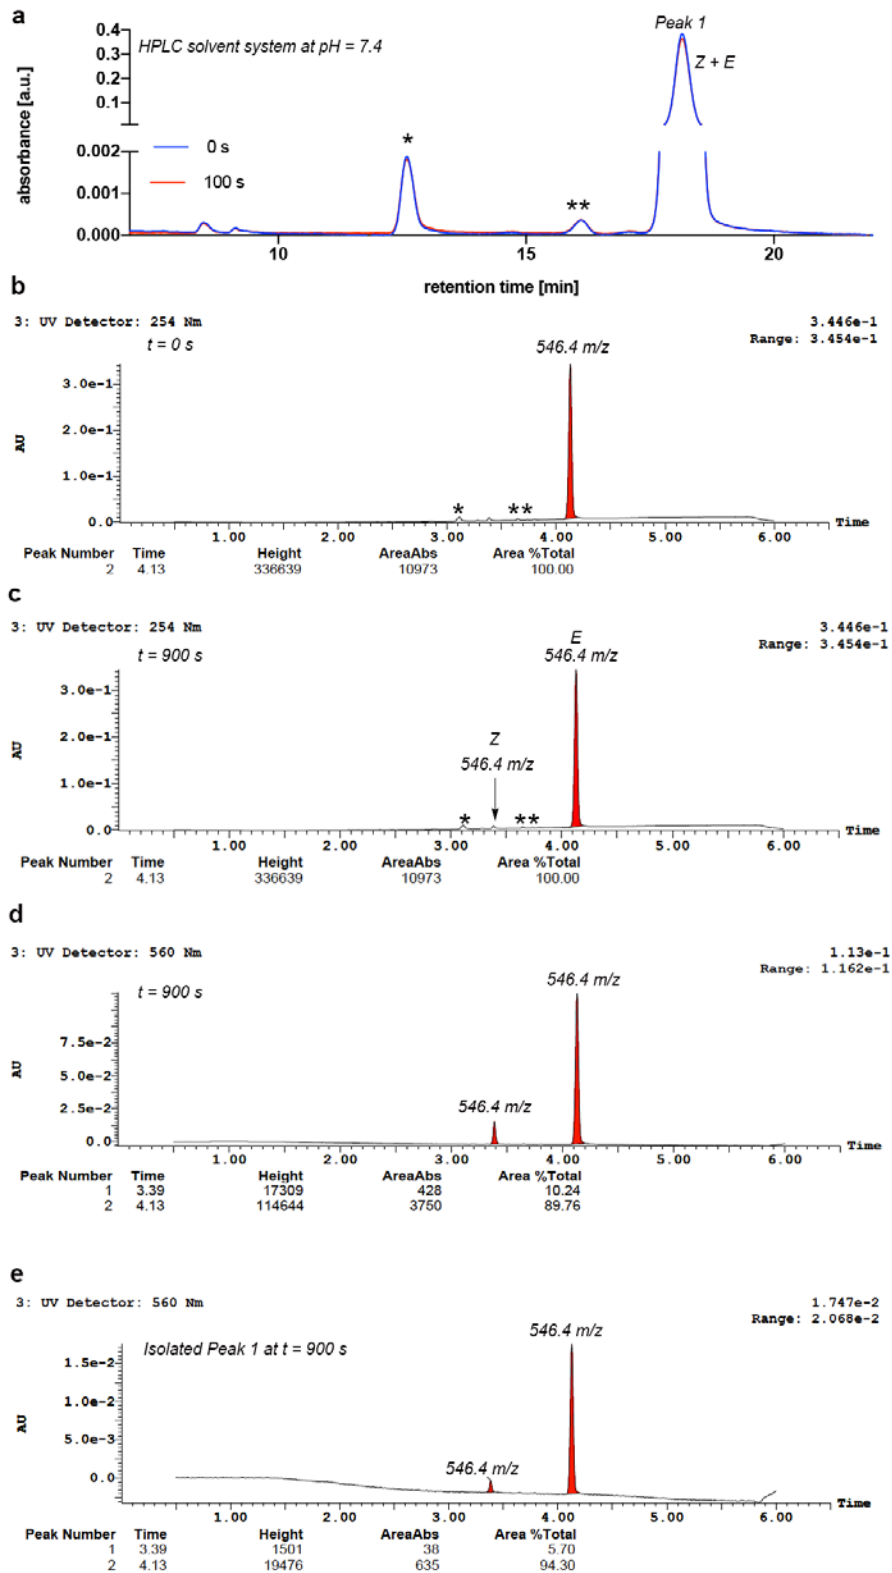 a
HPLC solvent system at pH = 7.4
Peak 1
Z + E
absorbance [a.u.]
0.4
0.3
0.2
0.1
0.002
0.001
0.000
0 s
100 s
*
**
10
15
20
retention time [min]
b
3: UV Detector: 254 Nm
3.446e-1
Range: 3.454e-1
t = 0 s
546.4 m/z
AU
3.0e-1
2.0e-1
1.0e-1
0.0
*
**
1.00 2.00 3.00 4.00 5.00 6.00
Time
Peak Number Time Height AreaAbs Area %Total
2 4.13 336639 10973 100.00
c
3: UV Detector: 254 Nm
3.446e-1
Range: 3.454e-1
t = 900 s
E
546.4 m/z
Z
546.4 m/z
AU
3.0e-1
2.0e-1
1.0e-1
0.0
*
**
1.00 2.00 3.00 4.00 5.00 6.00
Time
Peak Number Time Height AreaAbs Area %Total
2 4.13 336639 10973 100.00
d
3: UV Detector: 560 Nm
1.13e-1
Range: 1.162e-1
t = 900 s
546.4 m/z
546.4 m/z
AU
7.5e-2
5.0e-2
2.5e-2
0.0
1.00 2.00 3.00 4.00 5.00 6.00
Time
Peak Number Time Height AreaAbs Area %Total
1 3.39 17309 428 10.24
2 4.13 114644 3750 89.76
e
3: UV Detector: 560 Nm
1.747e-2
Range: 2.068e-2
Isolated Peak 1 at t = 900 s
546.4 m/z
546.4 m/z
AU
1.5e-2
1.0e-2
5.0e-3
0.0
1.00 2.00 3.00 4.00 5.00 6.00
Time
Peak Number Time Height AreaAbs Area %Total
1 3.39 1501 38 5.70
2 4.13 19476 635 94.30